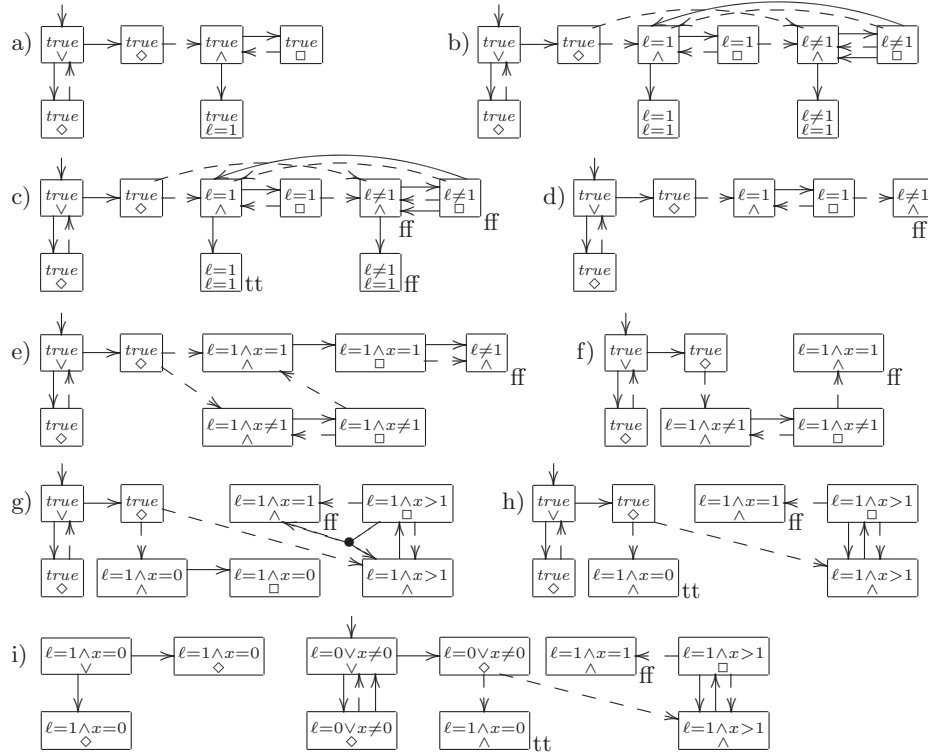 a) true ∨ true ◇ true ∧ true □
true ◇ true ℓ=1
b) true ∨ true ◇ ℓ=1 ∧ ℓ=1 □ ℓ≠1 ∧ ℓ≠1 □
true ◇ ℓ=1 ℓ=1 ℓ≠1 ℓ=1
c) true ∨ true ◇ ℓ=1 ∧ ℓ=1 □ ℓ≠1 ∧ ff ℓ≠1 □ ff
true ◇ ℓ=1 ℓ=1 tt ℓ≠1 ℓ=1 ff
d) true ∨ true ◇ ℓ=1 ∧ ℓ=1 □ ℓ≠1 ∧ ff
true ◇
e) true ∨ true ◇ ℓ=1∧x=1 ∧ ℓ=1∧x=1 □ ℓ≠1 ∧ ff
true ◇ ℓ=1∧x≠1 ∧ ℓ=1∧x≠1 □
f) true ∨ true ◇ ℓ=1∧x=1 ∧ ff
true ◇ ℓ=1∧x≠1 ∧ ℓ=1∧x≠1 □
g) true ∨ true ◇ ℓ=1∧x=1 ∧ ff ℓ=1∧x>1 □
true ◇ ℓ=1∧x=0 ∧ ℓ=1∧x=0 □ ℓ=1∧x>1 ∧
h) true ∨ true ◇ ℓ=1∧x=1 ∧ ff ℓ=1∧x>1 □
true ◇ ℓ=1∧x=0 ∧ tt ℓ=1∧x>1 ∧
i) ℓ=1∧x=0 ∨ ℓ=1∧x=0 ◇ ℓ=0∨x≠0 ∨ ℓ=0∨x≠0 ◇ ℓ=1∧x=1 ∧ ff ℓ=1∧x>1 □
ℓ=1∧x=0 ◇ ℓ=0∨x≠0 ◇ ℓ=1∧x=0 ∧ tt ℓ=1∧x>1 ∧